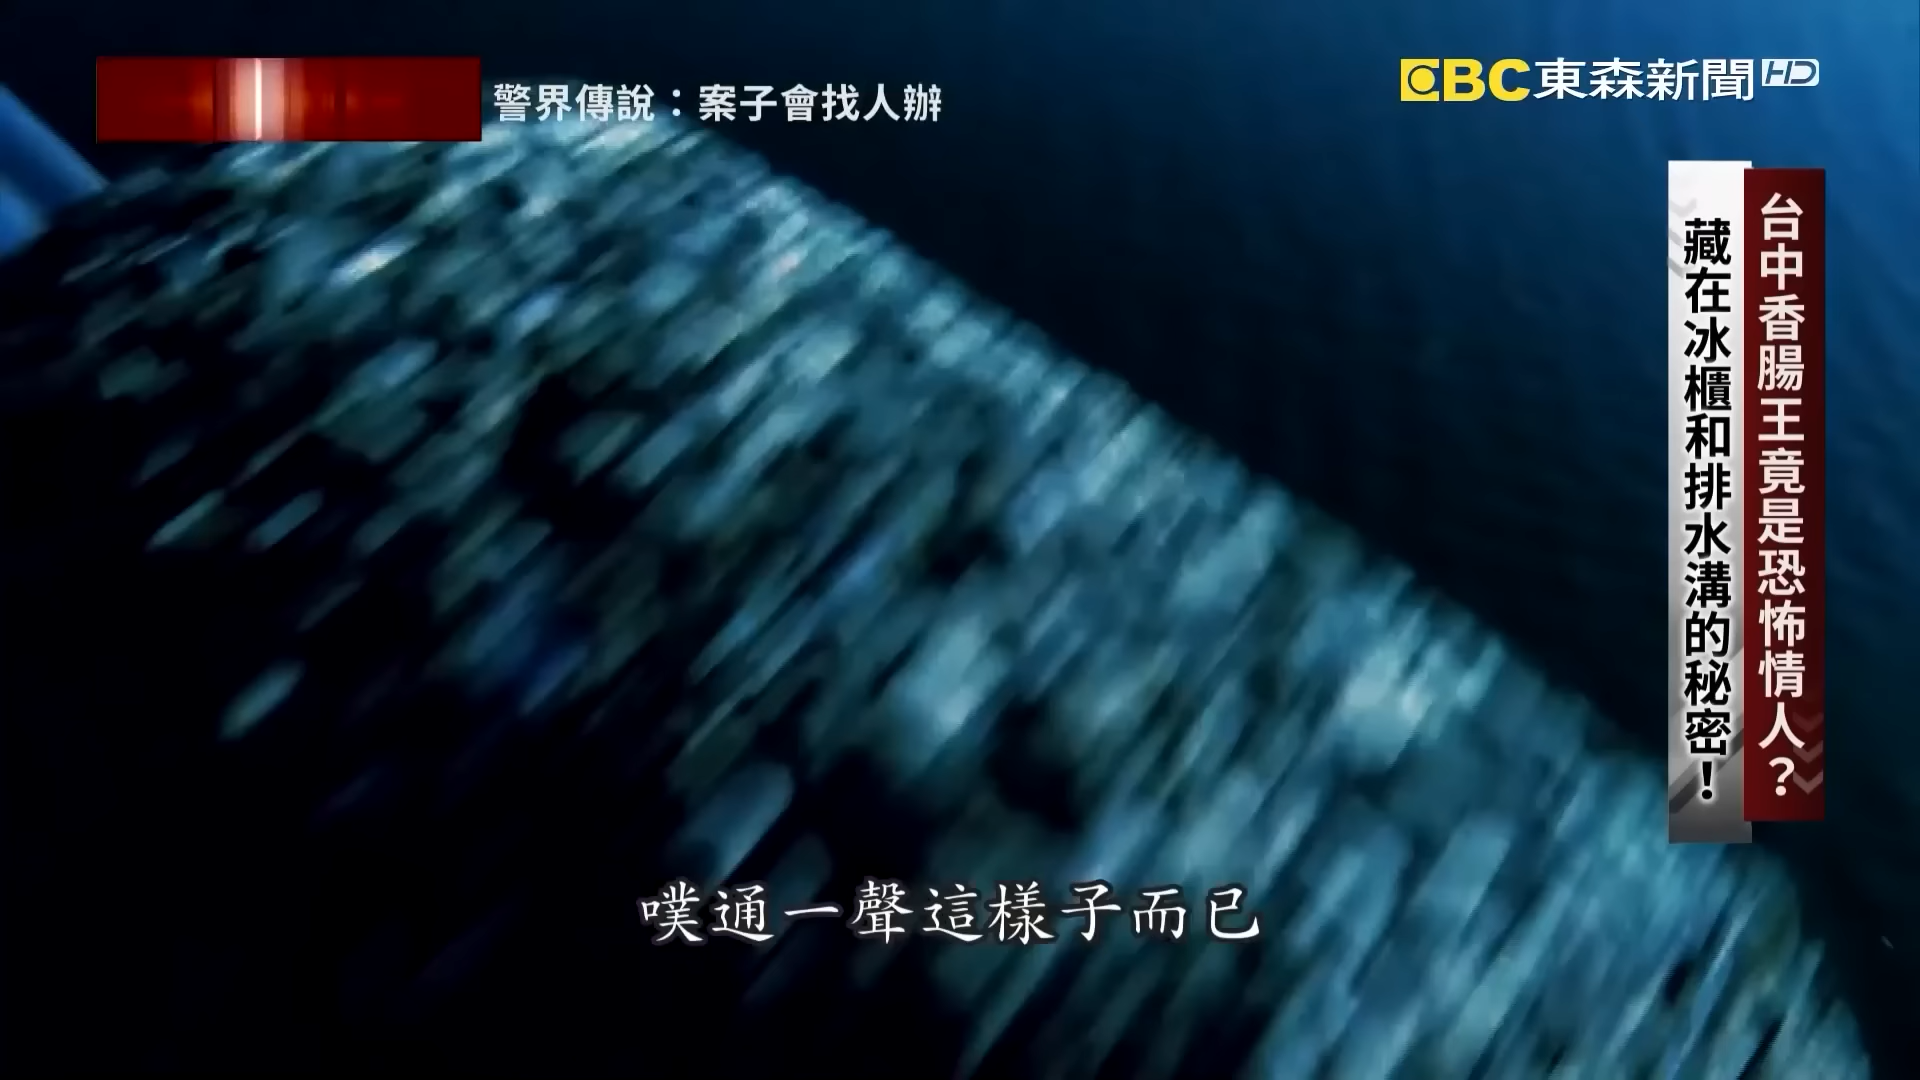 警界傳說：案子會找人辦
EBC東森新聞HD
台中香腸王竟是恐怖情人？
藏在冰櫃和排水溝的秘密！
噗通一聲這樣子而已